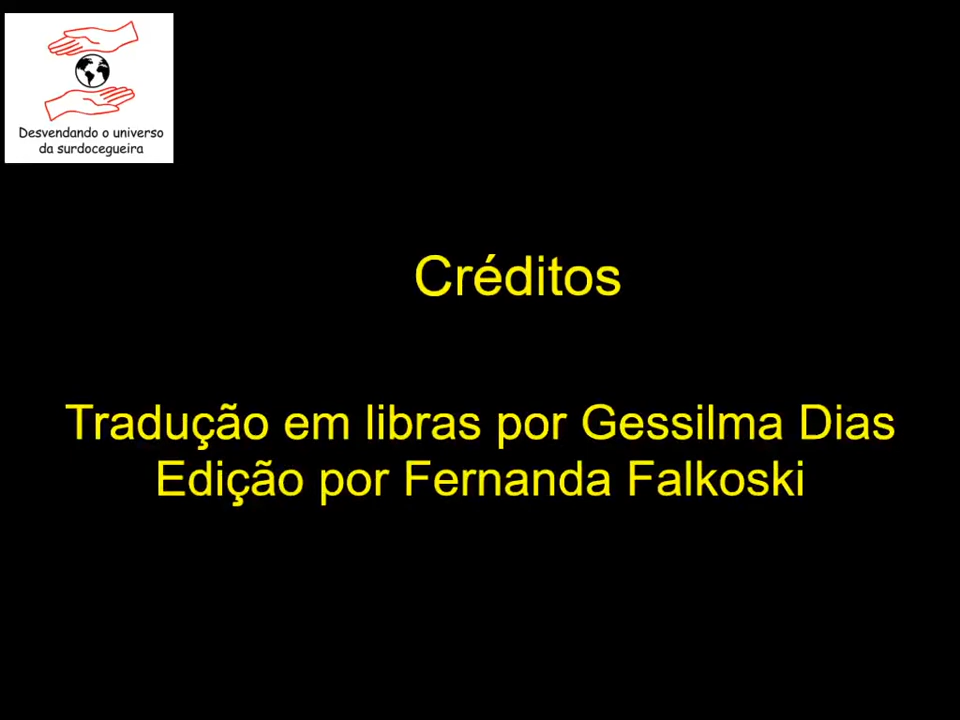 Desvendando o universo
da surdocegueira
Créditos
Tradução em libras por Gessilma Dias
Edição por Fernanda Falkoski